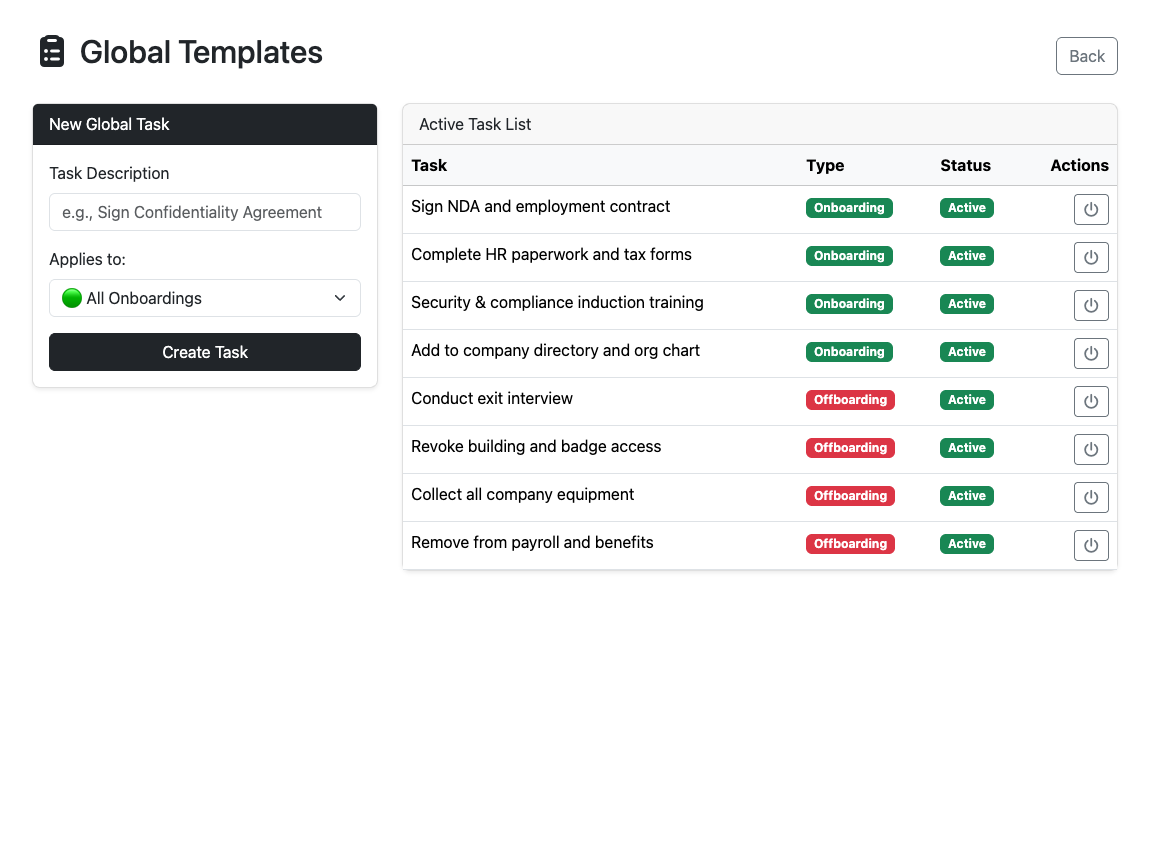 Global Templates
Back
New Global Task
Task Description
e.g., Sign Confidentiality Agreement
Applies to:
All Onboardings
Create Task
Active Task List
Task Type Status Actions
Sign NDA and employment contract Onboarding Active
Complete HR paperwork and tax forms Onboarding Active
Security & compliance induction training Onboarding Active
Add to company directory and org chart Onboarding Active
Conduct exit interview Offboarding Active
Revoke building and badge access Offboarding Active
Collect all company equipment Offboarding Active
Remove from payroll and benefits Offboarding Active